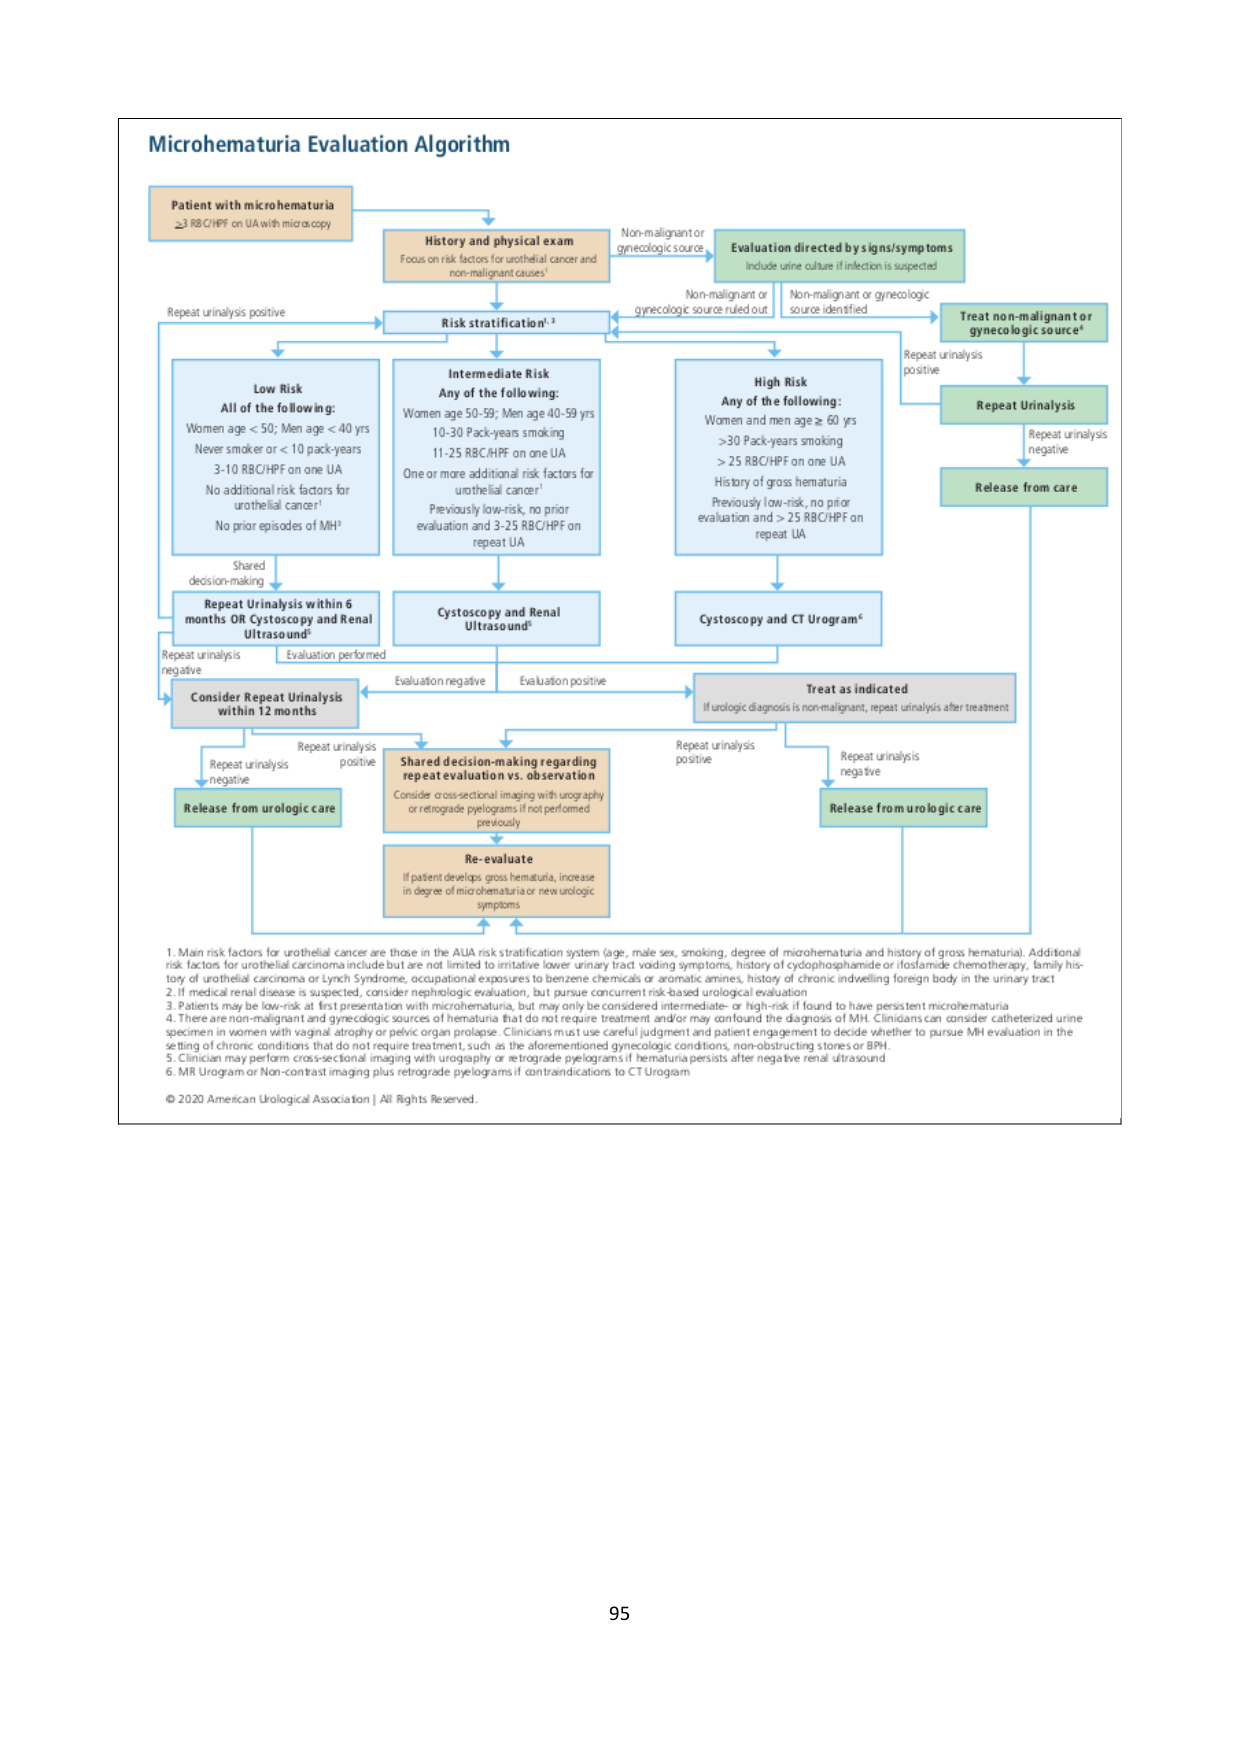 Microhematuria Evaluation Algorithm
Patient with microhematuria
≥3 RBC/HPF on UA with microscopy
History and physical exam
Focus on risk factors for urothelial cancer and
non-malignant causes¹
Non-malignant or
gynecologic source
Evaluation directed by signs/symptoms
Include urine culture if infection is suspected
Non-malignant or
gynecologic source ruled out
Non-malignant or gynecologic
source identified
Treat non-malignant or
gynecologic source⁴
Repeat urinalysis positive
Risk stratification¹, ²
Repeat urinalysis
positive
Repeat Urinalysis
Repeat urinalysis
negative
Release from care
Low Risk
All of the following:
Women age < 50; Men age < 40 yrs
Never smoker or < 10 pack-years
3-10 RBC/HPF on one UA
No additional risk factors for
urothelial cancer¹
No prior episodes of MH³
Intermediate Risk
Any of the following:
Women age 50-59; Men age 40-59 yrs
10-30 Pack-years smoking
11-25 RBC/HPF on one UA
One or more additional risk factors for
urothelial cancer¹
Previously low-risk, no prior
evaluation and 3-25 RBC/HPF on
repeat UA
High Risk
Any of the following:
Women and men age ≥ 60 yrs
>30 Pack-years smoking
> 25 RBC/HPF on one UA
History of gross hematuria
Previously low-risk, no prior
evaluation and > 25 RBC/HPF on
repeat UA
Shared
decision-making
Repeat Urinalysis within 6
months OR Cystoscopy and Renal
Ultrasound⁵
Cystoscopy and Renal
Ultrasound⁵
Cystoscopy and CT Urogram⁶
Repeat urinalysis
negative
Evaluation performed
Evaluation negative
Evaluation positive
Consider Repeat Urinalysis
within 12 months
Treat as indicated
If urologic diagnosis is non-malignant, repeat urinalysis after treatment
Repeat urinalysis
negative
Repeat urinalysis
positive
Shared decision-making regarding
repeat evaluation vs. observation
Consider cross-sectional imaging with urography
or retrograde pyelograms if not performed
previously
Repeat urinalysis
positive
Repeat urinalysis
negative
Release from urologic care
Release from urologic care
Re-evaluate
If patient develops gross hematuria, increase
in degree of microhematuria or new urologic
symptoms
1. Main risk factors for urothelial cancer are those in the AUA risk stratification system (age, male sex, smoking, degree of microhematuria and history of gross hematuria). Additional
risk factors for urothelial carcinoma include but are not limited to irritative lower urinary tract voiding symptoms, history of cyclophosphamide or ifosfamide chemotherapy, family his-
tory of urothelial carcinoma or Lynch Syndrome, occupational exposures to benzene chemicals or aromatic amines, history of chronic indwelling foreign body in the urinary tract
2. If medical renal disease is suspected, consider nephrologic evaluation, but pursue concurrent risk-based urological evaluation
3. Patients may be low-risk at first presentation with microhematuria, but may only be considered intermediate- or high-risk if found to have persistent microhematuria
4. There are non-malignant and gynecologic sources of hematuria that do not require treatment and/or may confound the diagnosis of MH. Clinicians can consider catheterized urine
specimen in women with vaginal atrophy or pelvic organ prolapse. Clinicians must use careful judgment and patient engagement to decide whether to pursue MH evaluation in the
setting of chronic conditions that do not require treatment, such as the aforementioned gynecologic conditions, non-obstructing stones or BPH.
5. Clinician may perform cross-sectional imaging with urography or retrograde pyelograms if hematuria persists after negative renal ultrasound
6. MR Urogram or Non-contrast imaging plus retrograde pyelograms if contraindications to CT Urogram
© 2020 American Urological Association | All Rights Reserved.
95